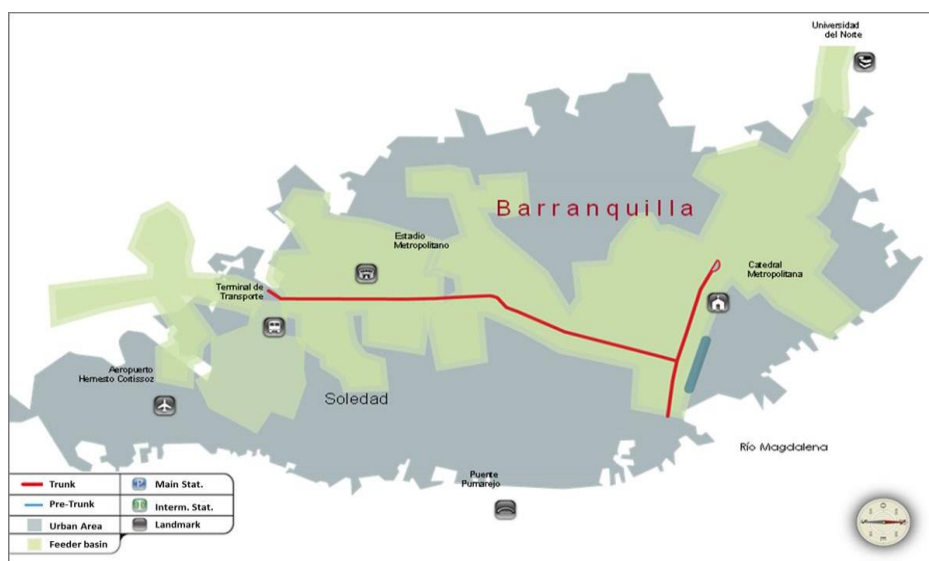 Universidad
del Norte
Barranquilla
Estadio
Metropolitano
Catedral
Metropolitana
Terminal de
Transporte
Aeropuerto
Hernesto Cortissoz
Soledad
Río Magdalena
Puente
Pumarejo
Trunk
Main Stat.
Pre-Trunk
Interm. Stat.
Urban Area
Landmark
Feeder basin